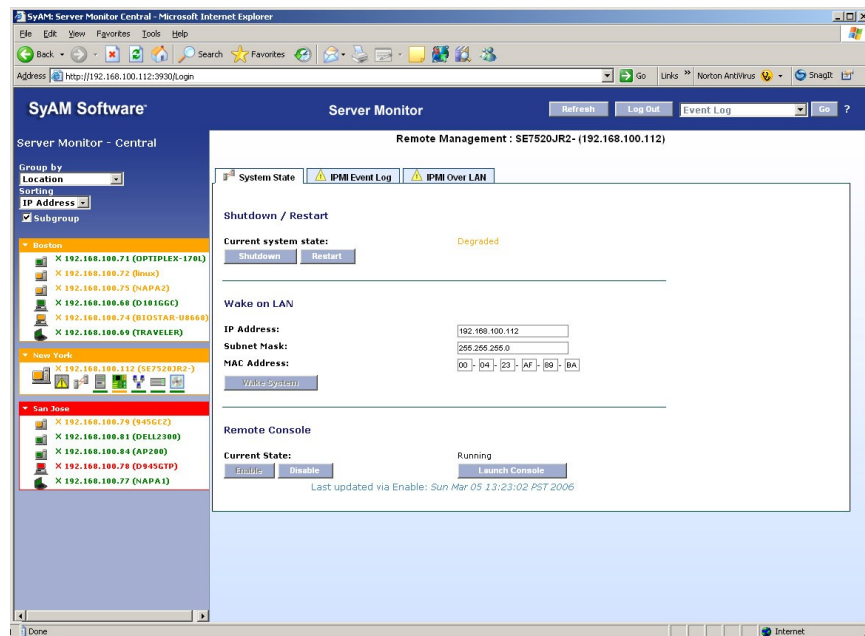 SyAM: Server Monitor Central - Microsoft Internet Explorer
File Edit View Favorites Tools Help
Back Search Favorites
Address http://192.168.100.112:3930/Login Go Links » Norton AntiVirus SnagIt
SyAM Software Server Monitor Refresh Log Out Event Log Go ?
Server Monitor - Central
Remote Management : SE7520JR2- (192.168.100.112)
Group by
Location
Sorting
IP Address
Subgroup
System State IPMI Event Log IPMI Over LAN
Shutdown / Restart
Current system state: Degraded
Shutdown Restart
Wake on LAN
IP Address: 192.168.100.112
Subnet Mask: 255.255.255.0
MAC Address: 00 - 04 - 23 - AF - 89 - BA
Wake System
Remote Console
Current State: Running
Enable Disable Launch Console
Last updated via Enable: Sun Mar 05 13:23:02 PST 2006
Boston
X 192.168.100.71 (OPTIPLEX-170L)
X 192.168.100.72 (linux)
X 192.168.100.75 (NAPA2)
X 192.168.100.68 (D101GGC)
X 192.168.100.74 (BIOSTAR-U8668)
X 192.168.100.69 (TRAVELER)
New York
X 192.168.100.112 (SE7520JR2-)
San Jose
X 192.168.100.79 (945GCZ)
X 192.168.100.81 (DELL2300)
X 192.168.100.84 (AP200)
X 192.168.100.78 (D945GTP)
X 192.168.100.77 (NAPA1)
Done Internet